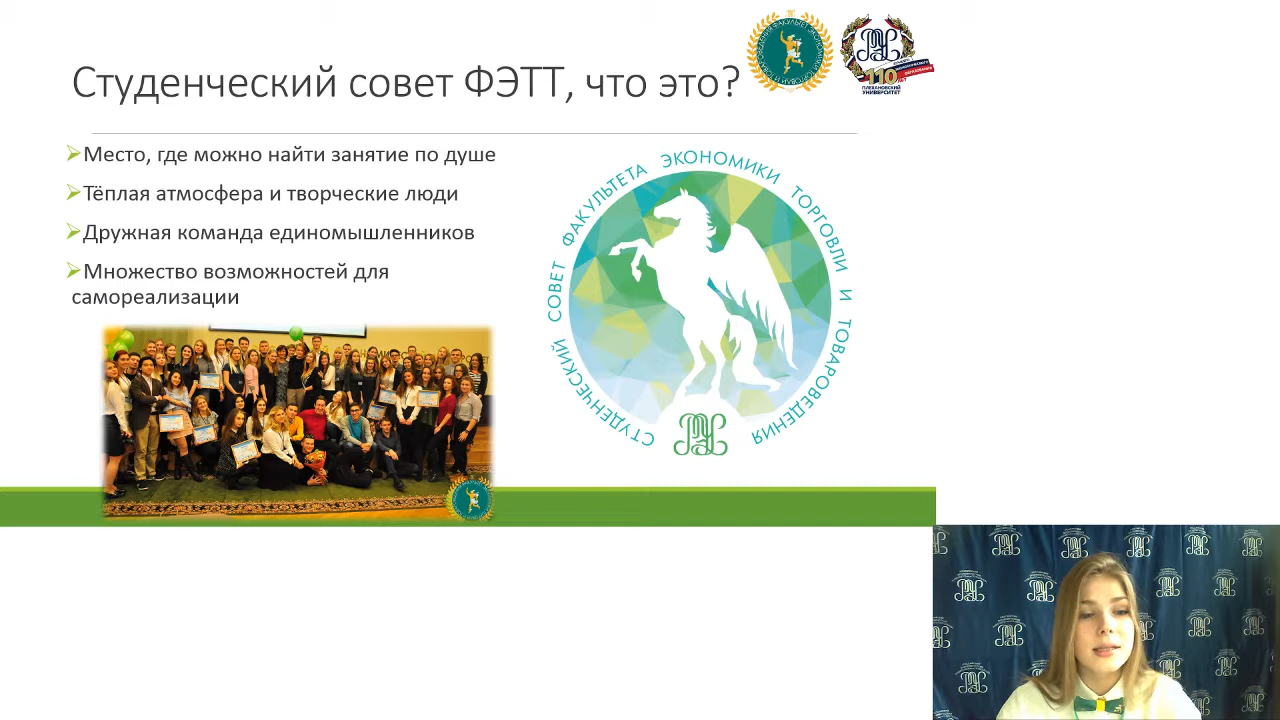 Студенческий совет ФЭТТ, что это?
110
ПЛЕХАНОВСКИЙ
УНИВЕРСИТЕТ
Место, где можно найти занятие по душе
Тёплая атмосфера и творческие люди
Дружная команда единомышленников
Множество возможностей для
самореализации
СТУДЕНЧЕСКИЙ СОВЕТ ФАКУЛЬТЕТА ЭКОНОМИКИ ТОРГОВЛИ И ТОВАРОВЕДЕНИЯ